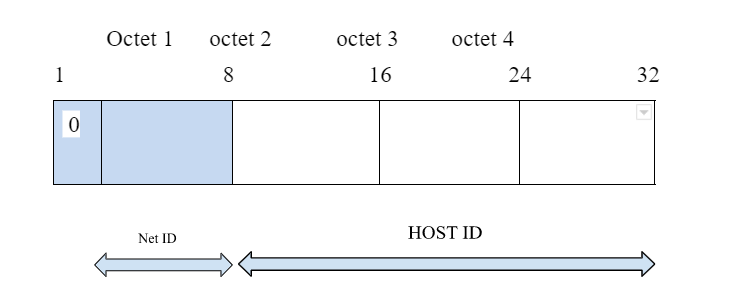 Octet 1 octet 2 octet 3 octet 4
1 8 16 24 32
0
Net ID HOST ID